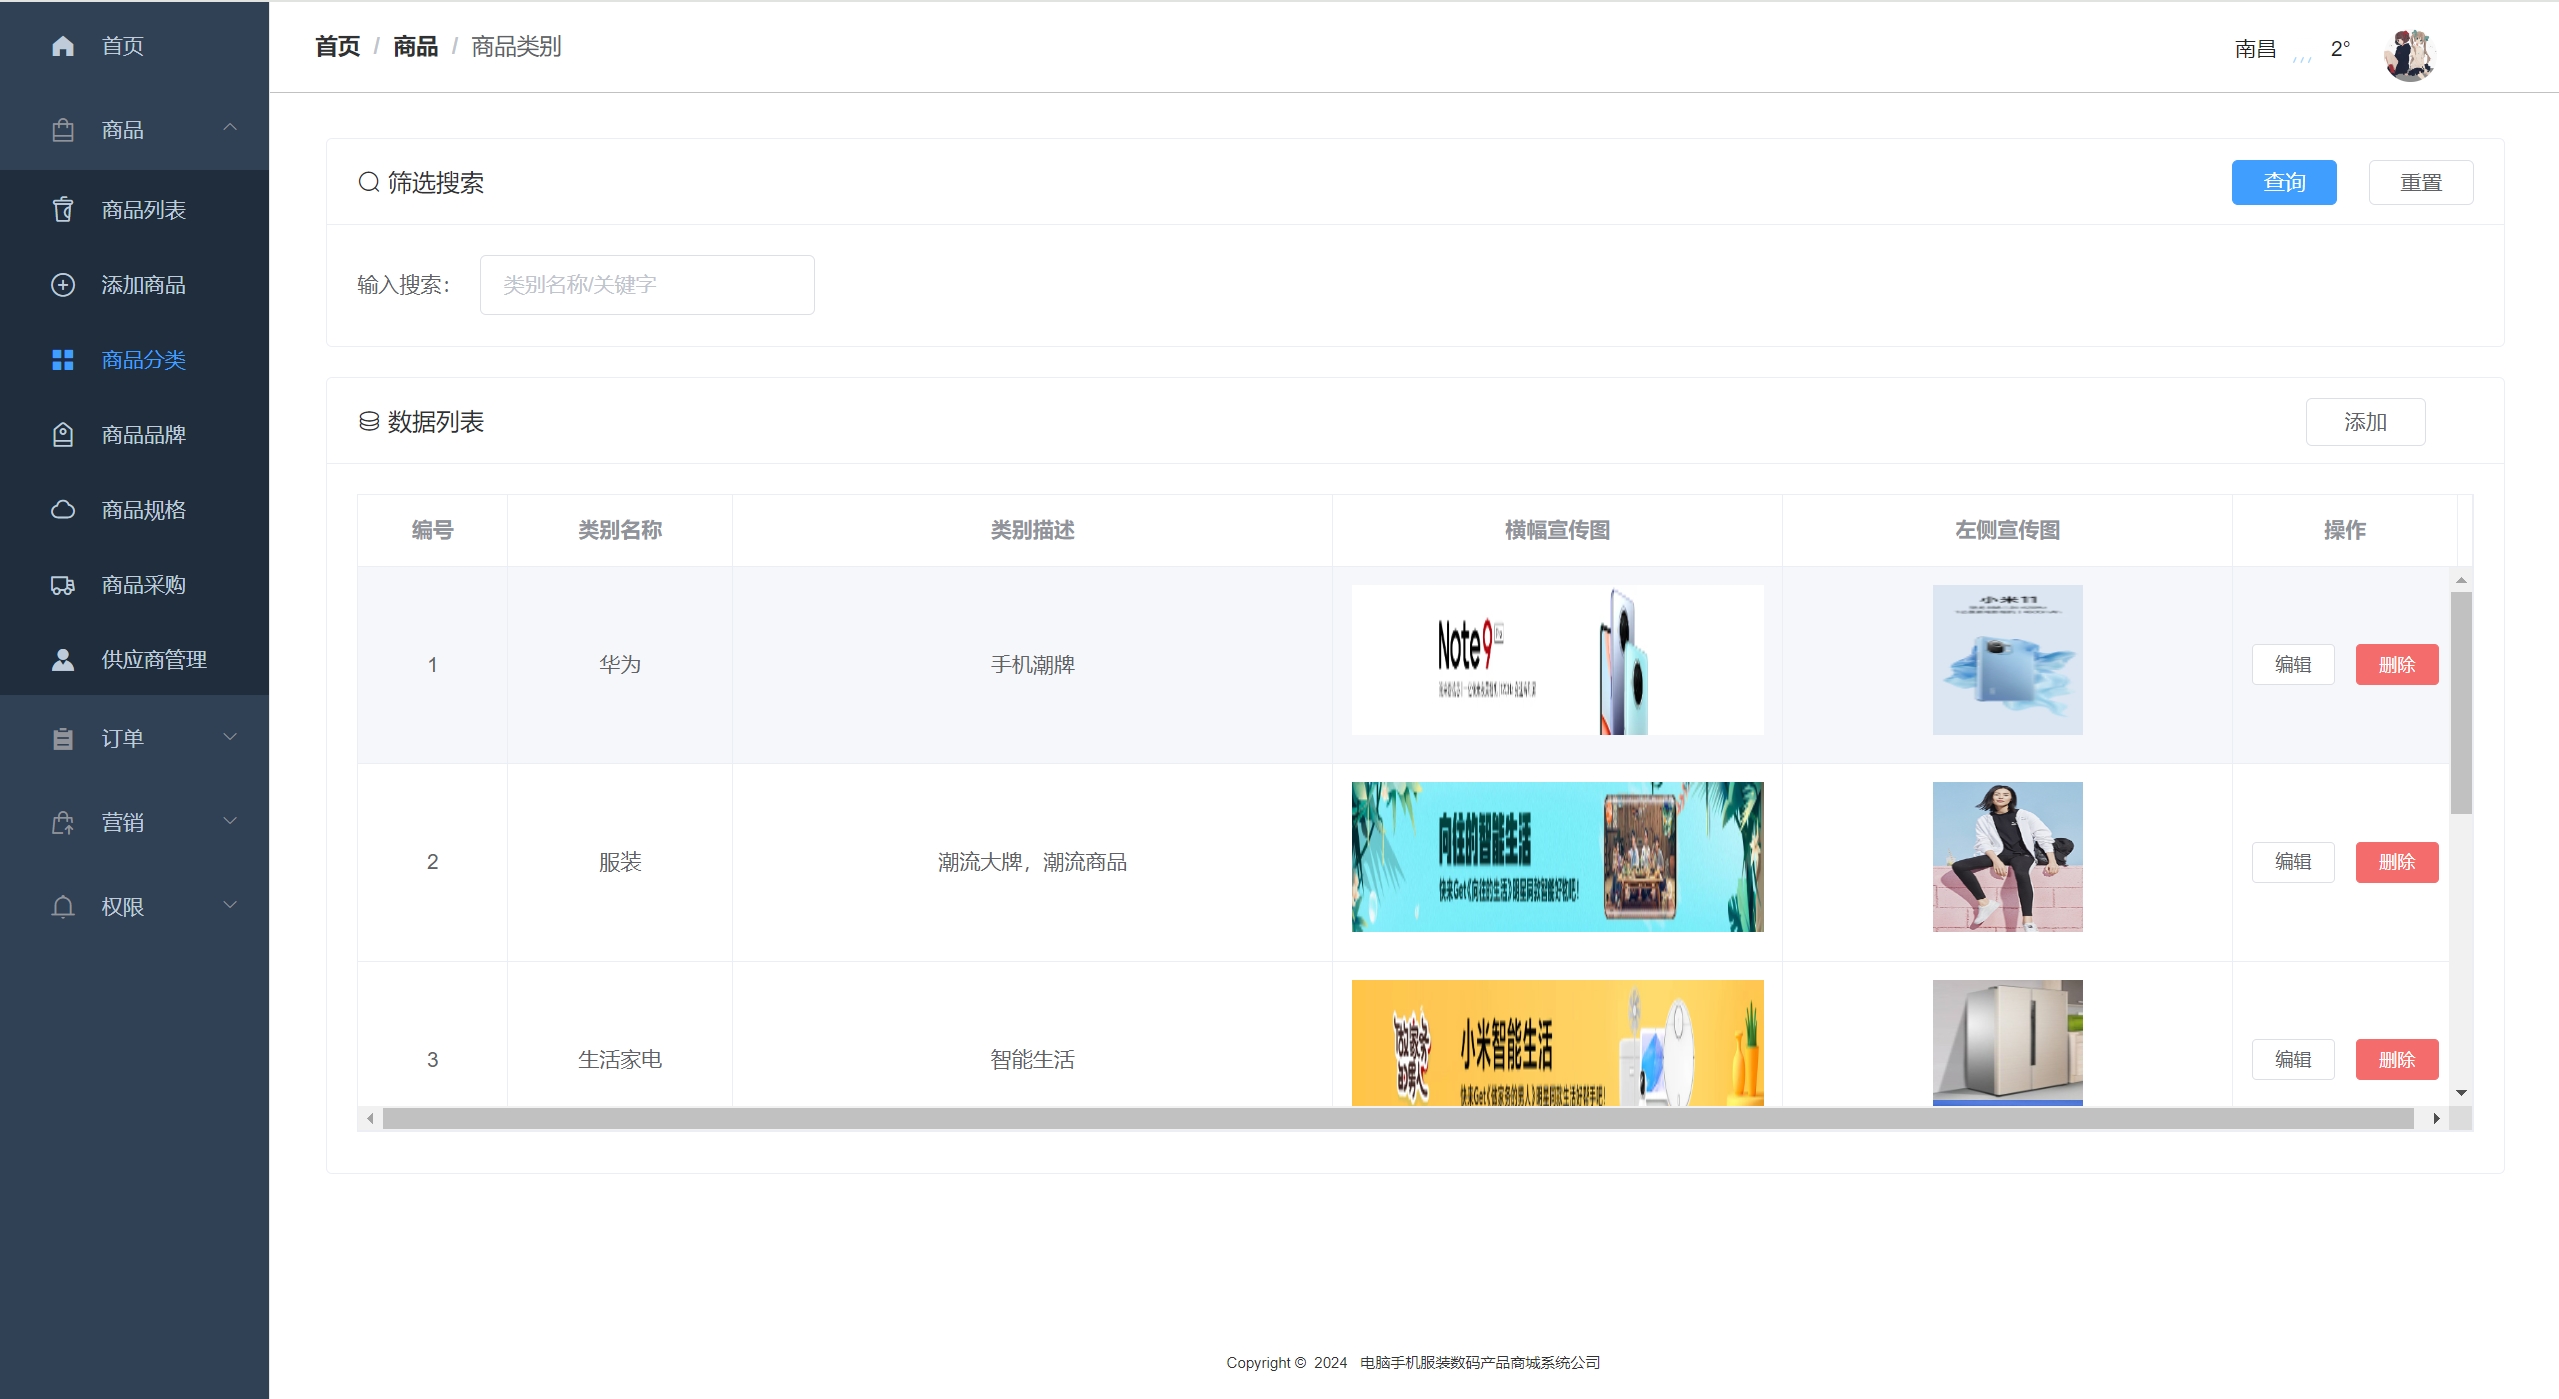 首页
商品
商品列表
添加商品
商品分类
商品品牌
商品规格
商品采购
供应商管理
订单
营销
权限
首页 / 商品 / 商品类别
南昌 2°
筛选搜索
查询 重置
输入搜索： 类别名称/关键字
数据列表
添加
编号 类别名称 类别描述 横幅宣传图 左侧宣传图 操作
1 华为 手机潮牌
Note 9
小米11
编辑 删除
2 服装 潮流大牌，潮流商品
向往的智能生活
快来Get《向往的生活》明星同款智能好物吧！
编辑 删除
3 生活家电 智能生活
做家务的男人
小米智能生活
快来Get《做家务的男人》明星同款生活好帮手吧！
编辑 删除
Copyright © 2024 电脑手机服装数码产品商城系统公司